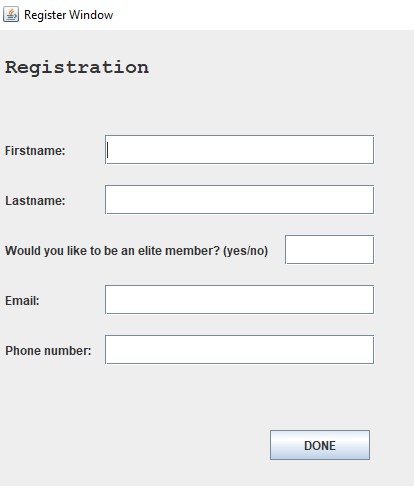 Register Window
Registration
Firstname:
Lastname:
Would you like to be an elite member? (yes/no)
Email:
Phone number:
DONE